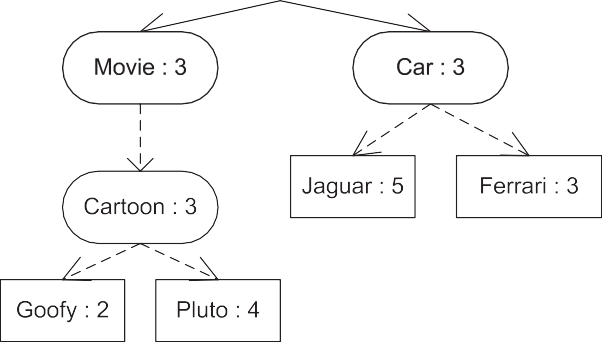 Movie : 3
Car : 3
Jaguar : 5
Ferrari : 3
Cartoon : 3
Goofy : 2
Pluto : 4